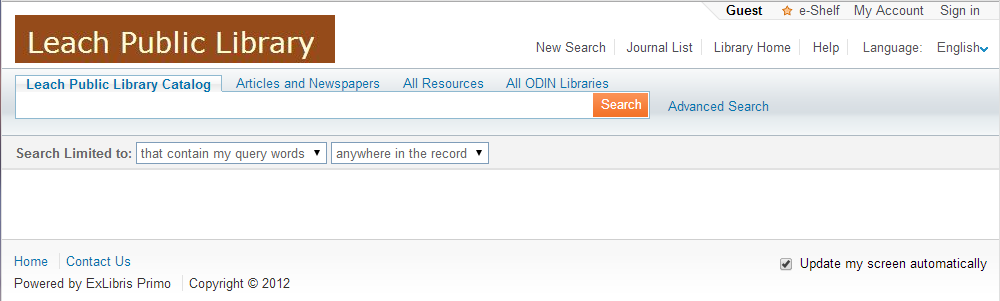 Guest e-Shelf My Account Sign in
Leach Public Library
New Search Journal List Library Home Help Language: English
Leach Public Library Catalog Articles and Newspapers All Resources All ODIN Libraries
Search Advanced Search
Search Limited to: that contain my query words anywhere in the record
Home Contact Us
Update my screen automatically
Powered by ExLibris Primo Copyright © 2012